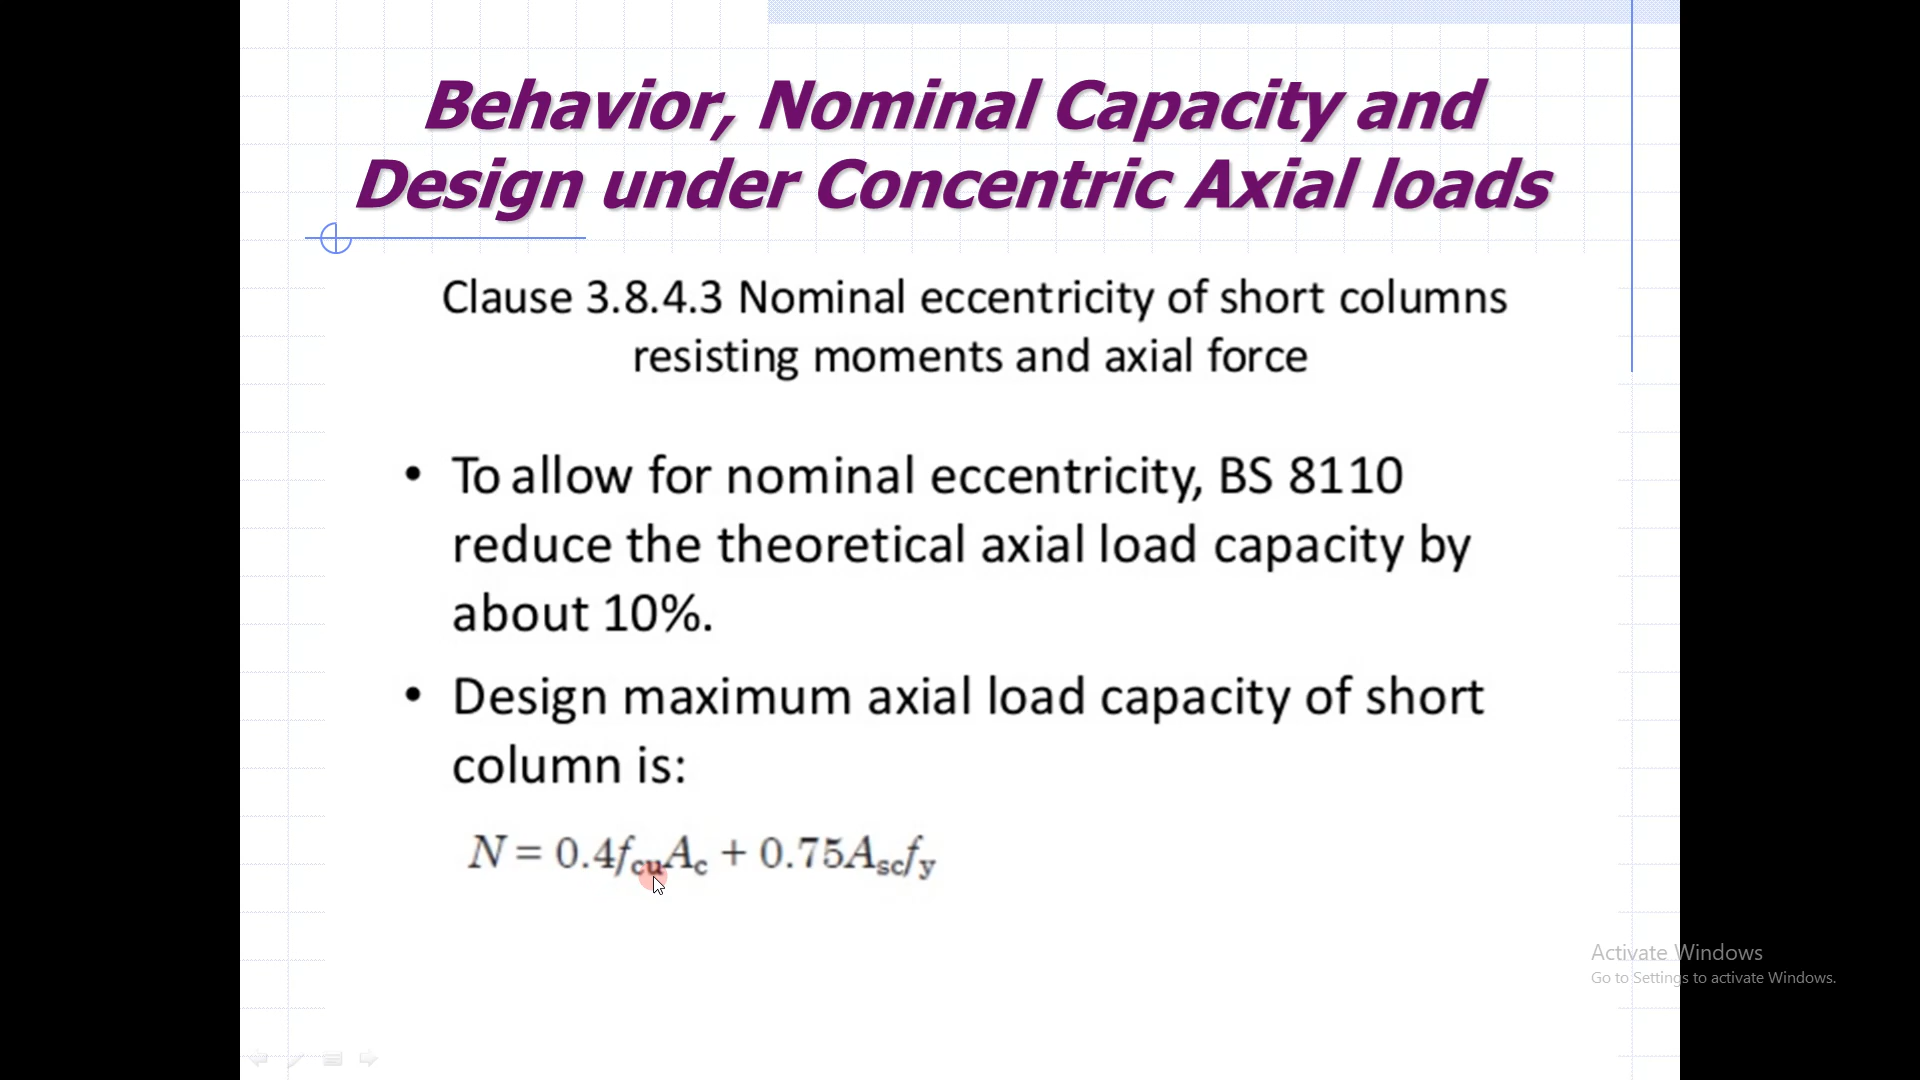 Behavior, Nominal Capacity and
Design under Concentric Axial loads
Clause 3.8.4.3 Nominal eccentricity of short columns
resisting moments and axial force
• To allow for nominal eccentricity, BS 8110
reduce the theoretical axial load capacity by
about 10%.
• Design maximum axial load capacity of short
column is:
N = 0.4f_cuA_c + 0.75A_scf_y
Activate Windows
Go to Settings to activate Windows.